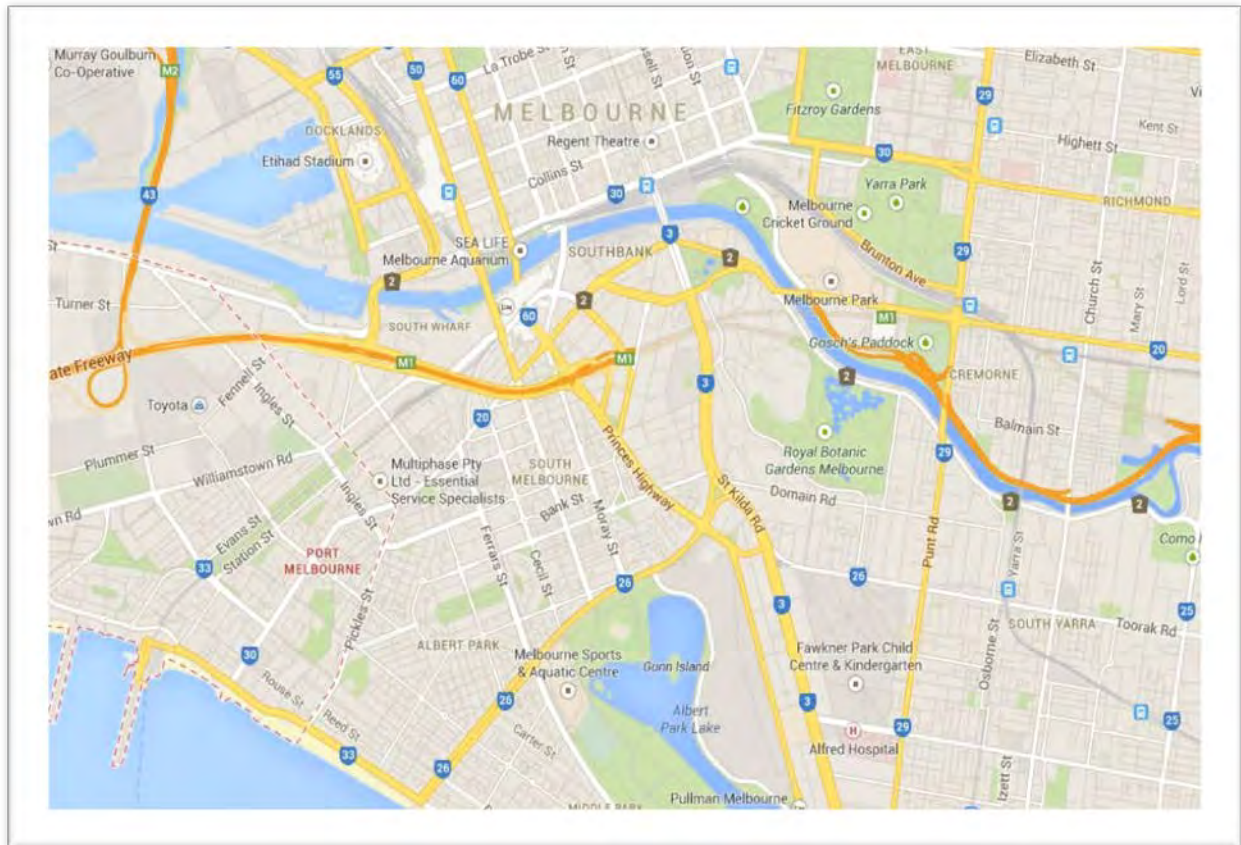 Murray Goulburn
Co-Operative
M2
55
50
60
La Trobe St
EAST
MELBOURNE
Elizabeth St
29
MELBOURNE
Fitzroy Gardens
Kent St
DOCKLANDS
Regent Theatre
Highett St
Etihad Stadium
30
Collins St
43
30
Yarra Park
Melbourne
Cricket Ground
RICHMOND
3
SEA LIFE
Melbourne Aquarium
SOUTHBANK
2
29
Brunton Ave
Church St
Lord St
Mary St
2
2
Melbourne Park
Turner St
SOUTH WHARF
60
M1
Gosch's Paddock
20
ate Freeway
M1
M1
3
2
CREMORNE
Fennell St
Ingles St
Toyota
20
Princes Highway
Balmain St
Plummer St
Williamstown Rd
Multiphase Pty
Ltd - Essential
Service Specialists
SOUTH
MELBOURNE
Royal Botanic
Gardens Melbourne
29
St Kilda Rd
Domain Rd
Bank St
Moray St
2
2
wn Rd
Evans St
Station St
Ingles St
Ferrars St
Cecil St
Punt Rd
Yarra St
33
PORT
MELBOURNE
26
26
25
Pickles St
3
Osborne St
SOUTH YARRA
Toorak Rd
30
ALBERT PARK
Melbourne Sports
& Aquatic Centre
Gunn Island
Fawkner Park Child
Centre & Kindergarten
Rouse St
Reed St
26
Albert
Park Lake
3
29
25
H
Alfred Hospital
33
26
Carter St
Izett St
MIDDLE PARK
Pullman Melbourne